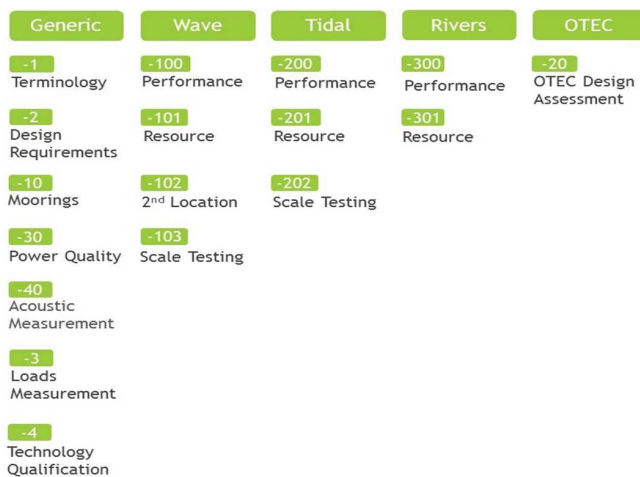 Generic
Wave
Tidal
Rivers
OTEC
-1
Terminology
-2
Design
Requirements
-10
Moorings
-30
Power Quality
-40
Acoustic
Measurement
-3
Loads
Measurement
-4
Technology
Qualification
-100
Performance
-101
Resource
-102
2nd Location
-103
Scale Testing
-200
Performance
-201
Resource
-202
Scale Testing
-300
Performance
-301
Resource
-20
OTEC Design
Assessment